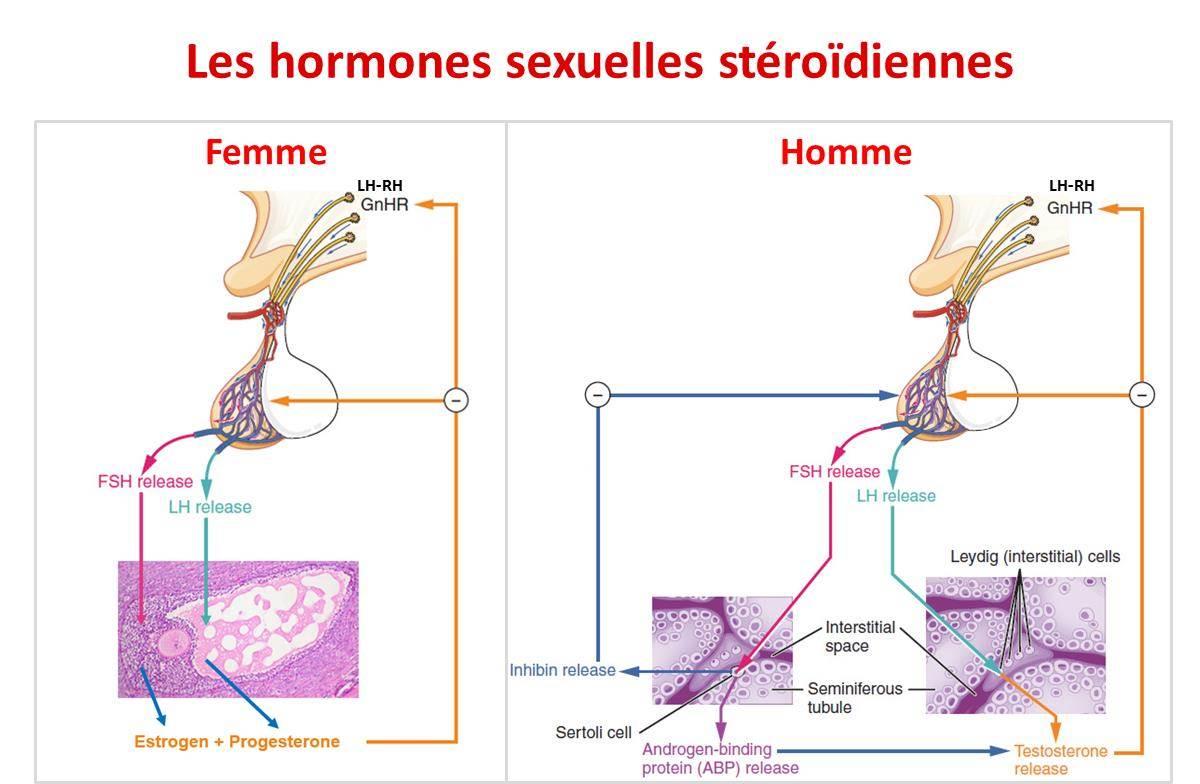 Les hormones sexuelles stéroïdiennes
Femme
LH-RH
GnHR
−
FSH release
LH release
Estrogen + Progesterone
Homme
LH-RH
GnHR
−
−
FSH release
LH release
Leydig (interstitial) cells
Interstitial
space
Inhibin release
Seminiferous
tubule
Sertoli cell
Androgen-binding
protein (ABP) release
Testosterone
release